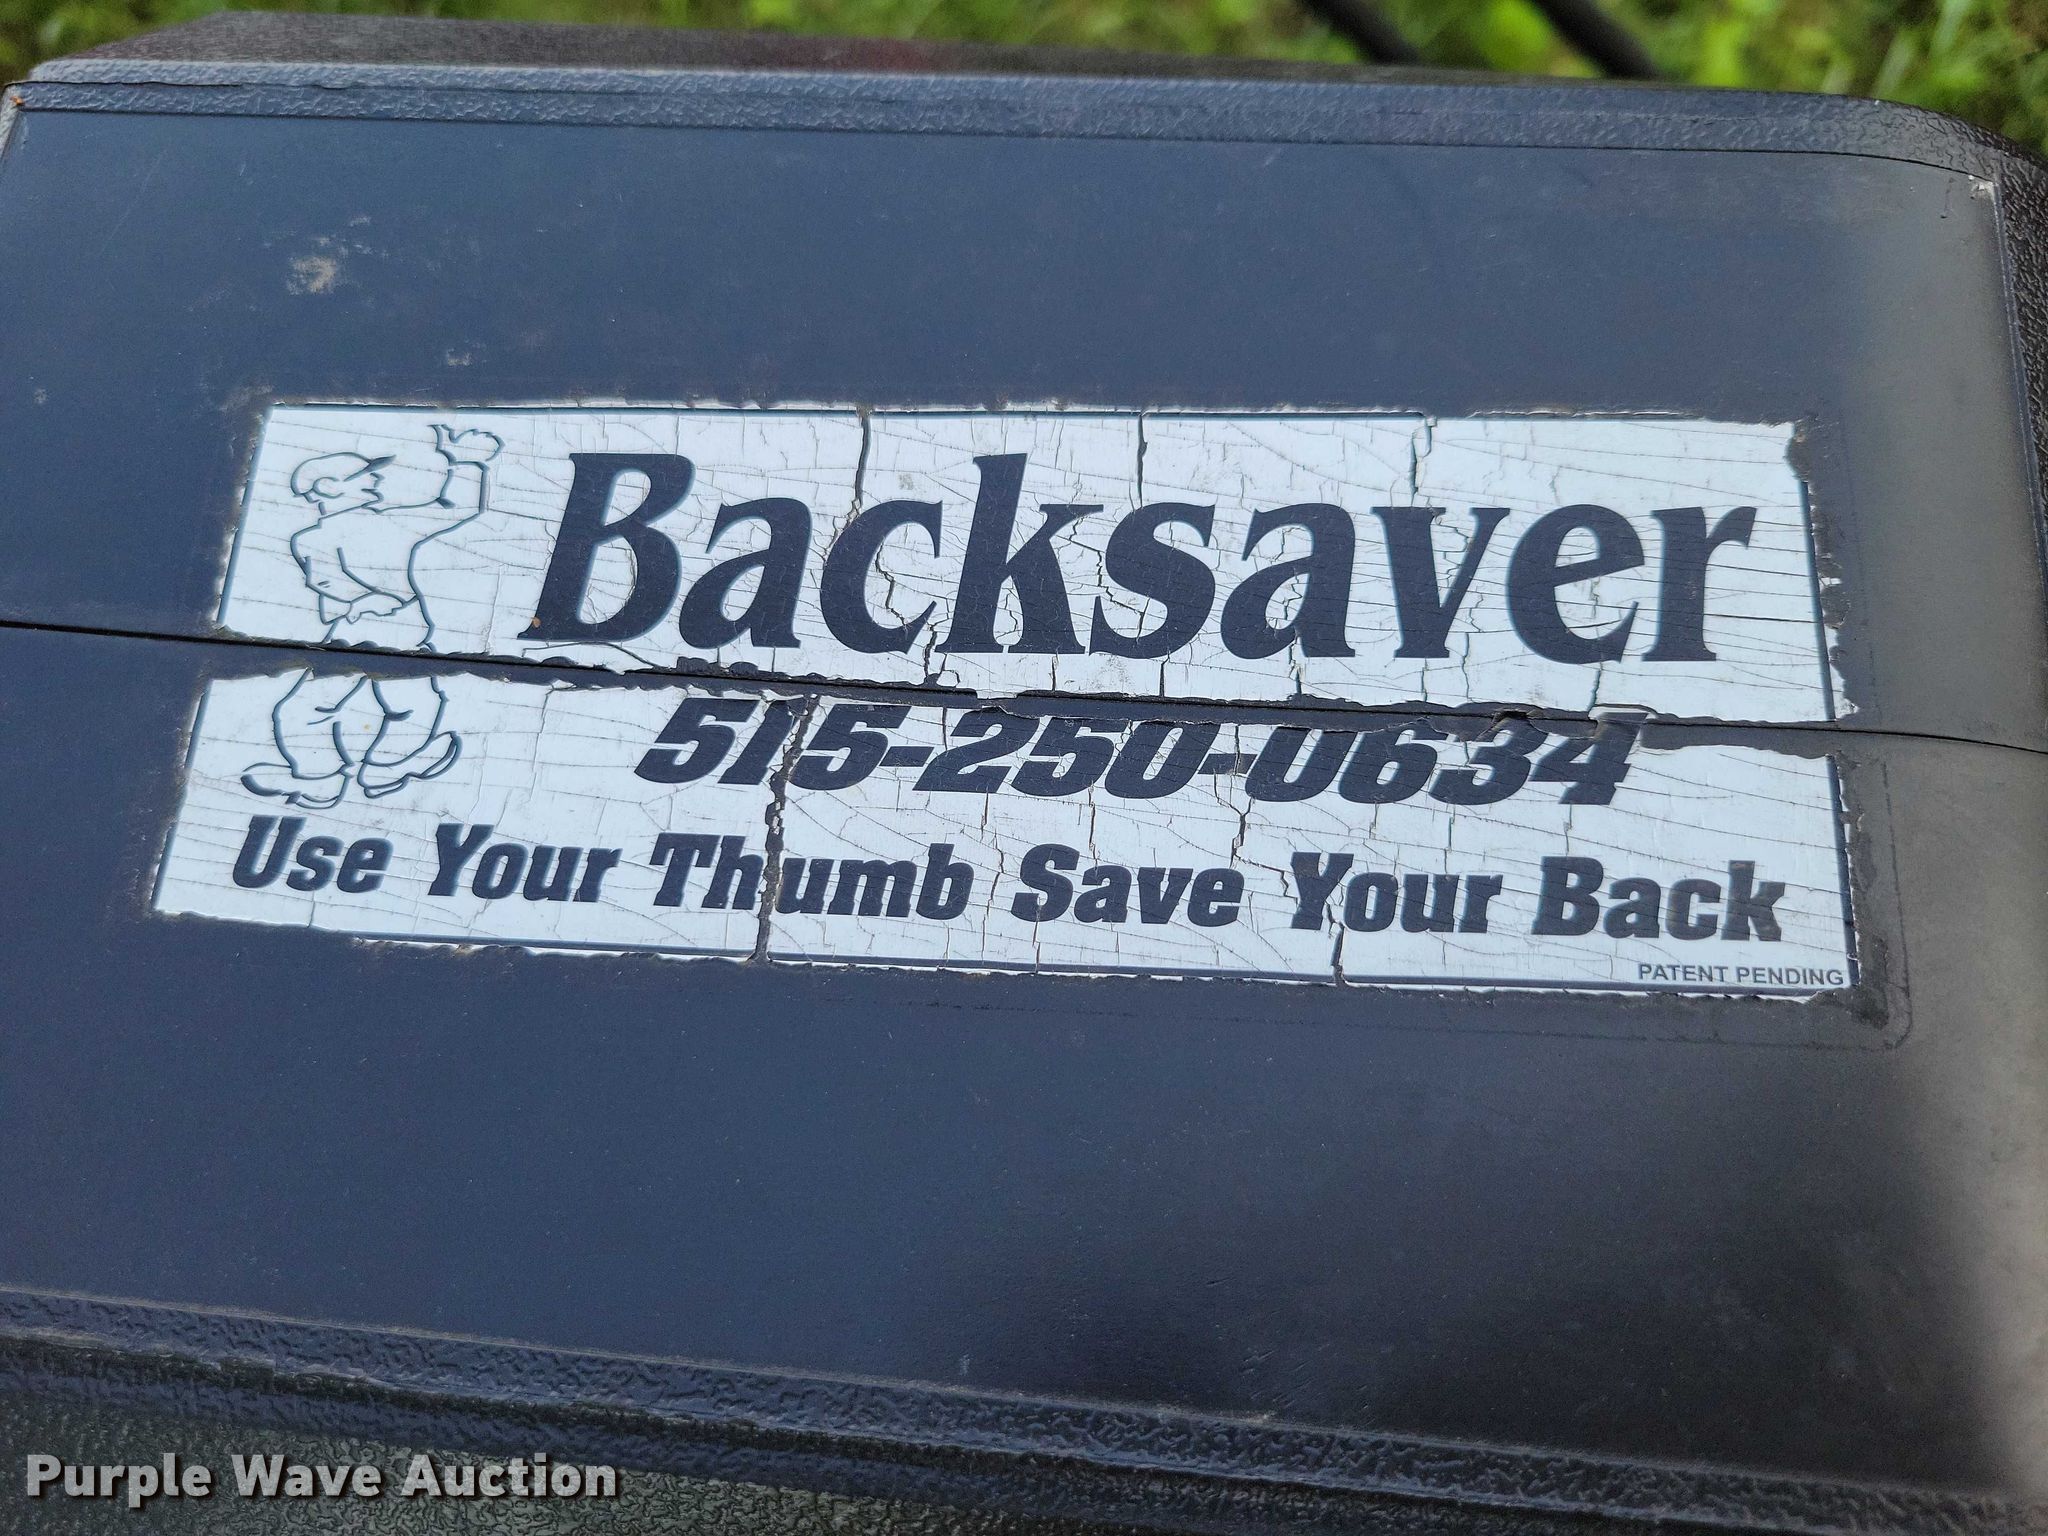 Backsaver
515-250-0634
Use Your Thumb Save Your Back
PATENT PENDING
Purple Wave Auction